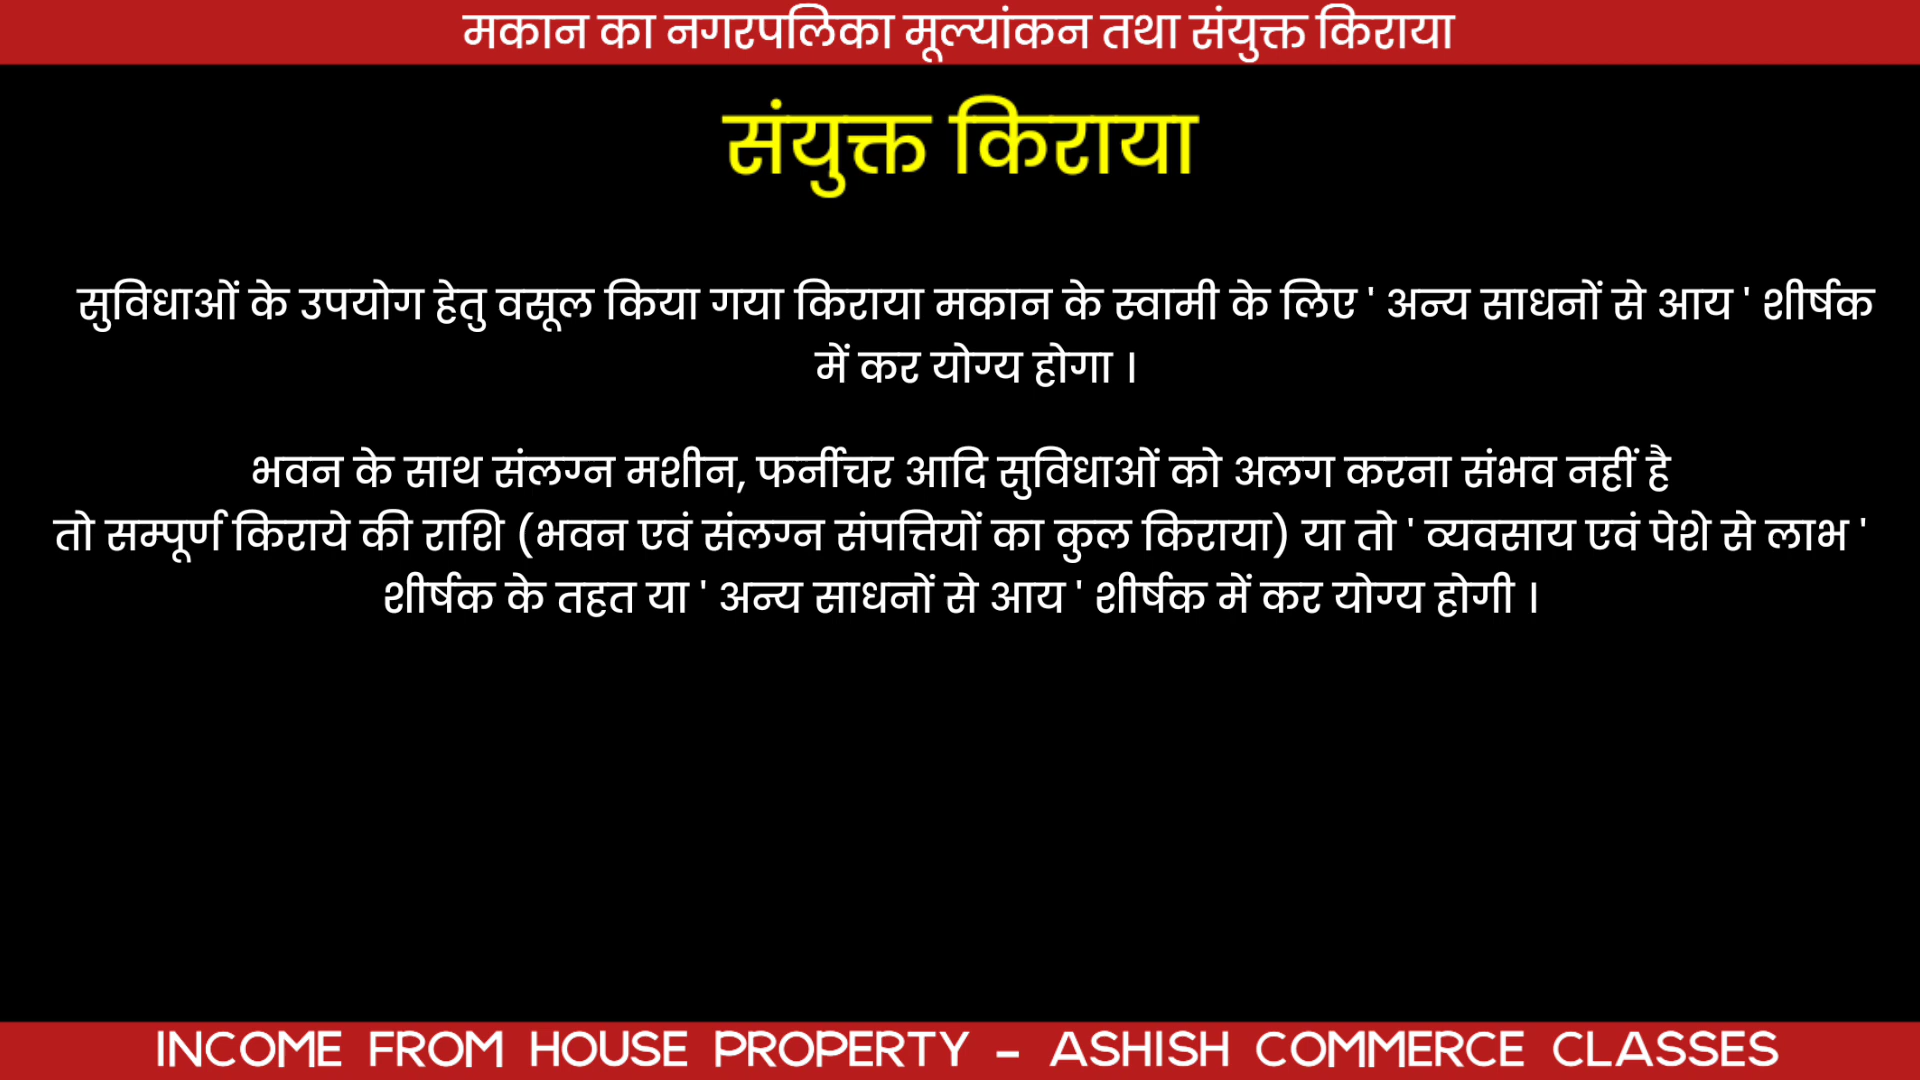 मकान का नगरपलिका मूल्यांकन तथा संयुक्त किराया
संयुक्त किराया
सुविधाओं के उपयोग हेतु वसूल किया गया किराया मकान के स्वामी के लिए ' अन्य साधनों से आय ' शीर्षक
में कर योग्य होगा ।
भवन के साथ संलग्न मशीन, फर्नीचर आदि सुविधाओं को अलग करना संभव नहीं है
तो सम्पूर्ण किराये की राशि (भवन एवं संलग्न संपत्तियों का कुल किराया) या तो ' व्यवसाय एवं पेशे से लाभ '
शीर्षक के तहत या ' अन्य साधनों से आय ' शीर्षक में कर योग्य होगी ।
INCOME FROM HOUSE PROPERTY - ASHISH COMMERCE CLASSES